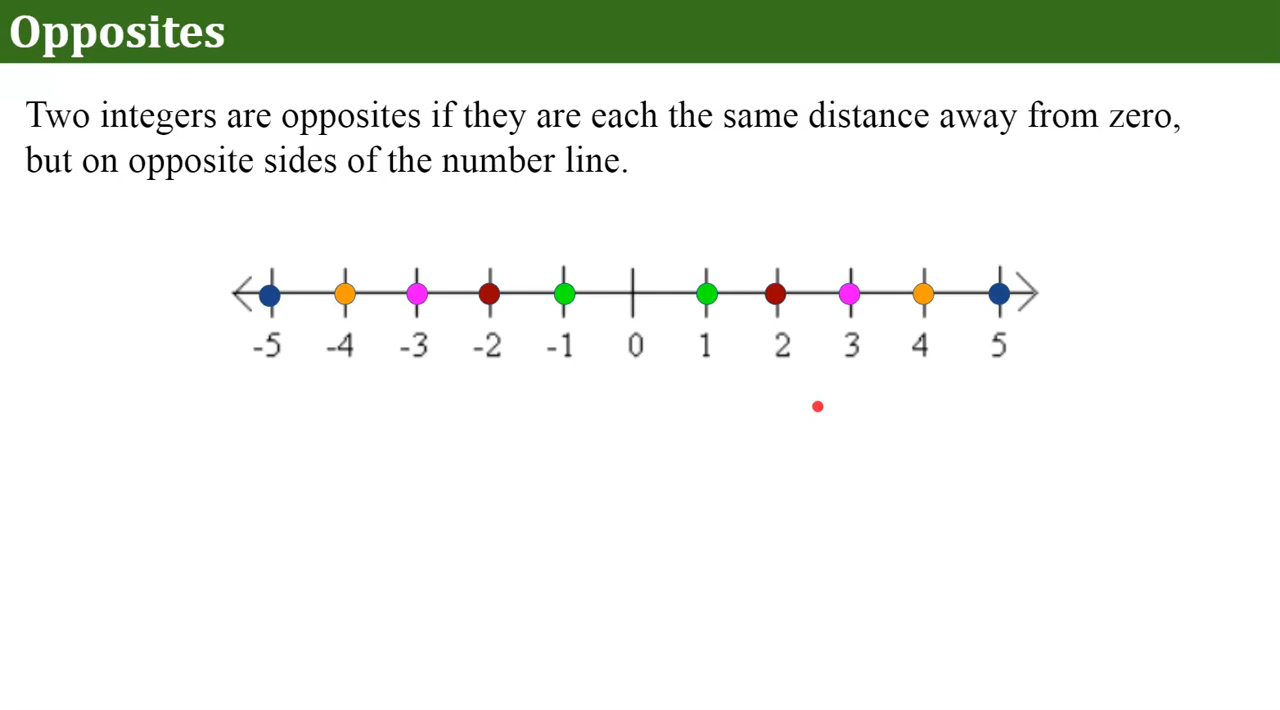 Opposites
Two integers are opposites if they are each the same distance away from zero,
but on opposite sides of the number line.
-5 -4 -3 -2 -1 0 1 2 3 4 5